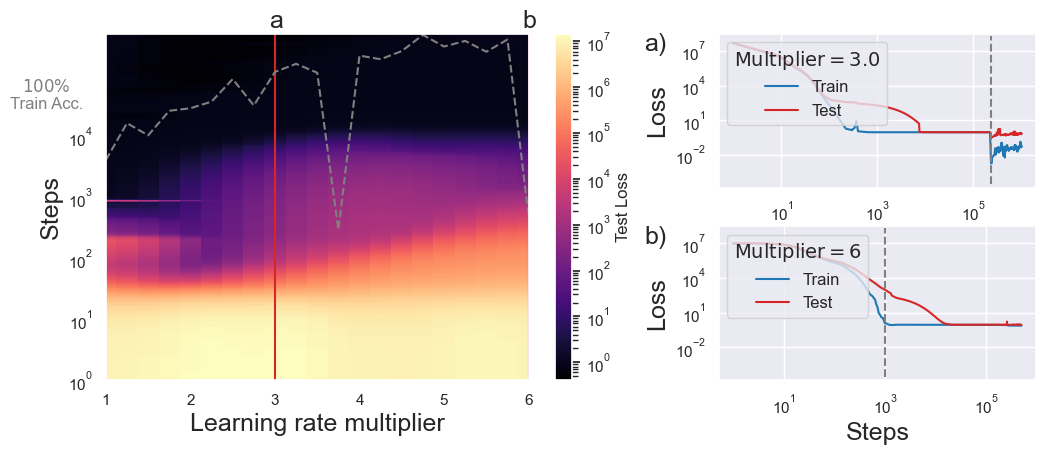 a
b
100%
Train Acc.
Steps
10^4
10^3
10^2
10^1
10^0
1
2
3
4
5
6
Learning rate multiplier
10^7
10^6
10^5
10^4
10^3
10^2
10^1
10^0
Test Loss
a)
Loss
10^7
10^4
10^1
10^−2
Multiplier = 3.0
Train
Test
10^1
10^3
10^5
b)
Loss
10^7
10^4
10^1
10^−2
Multiplier = 6
Train
Test
10^1
10^3
10^5
Steps